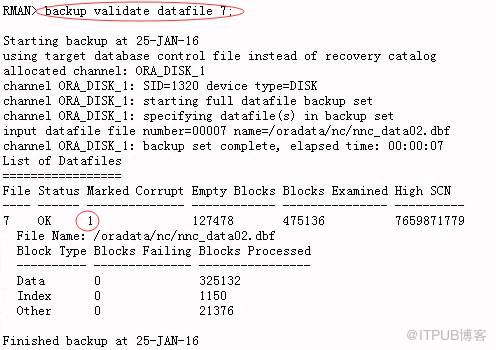 RMAN> backup validate datafile 7;
Starting backup at 25-JAN-16
using target database control file instead of recovery catalog
allocated channel: ORA_DISK_1
channel ORA_DISK_1: SID=1320 device type=DISK
channel ORA_DISK_1: starting full datafile backup set
channel ORA_DISK_1: specifying datafile(s) in backup set
input datafile file number=00007 name=/oradata/nc/nnc_data02.dbf
channel ORA_DISK_1: backup set complete, elapsed time: 00:00:07
List of Datafiles
=================
File Status Marked Corrupt Empty Blocks Blocks Examined High SCN
---- ------ -------------- ------------ --------------- ----------
7    OK     1              127478       475136          7659871779
  File Name: /oradata/nc/nnc_data02.dbf
  Block Type Blocks Failing Blocks Processed
  ---------- -------------- ----------------
  Data       0              325132
  Index      0              1150
  Other      0              21376
Finished backup at 25-JAN-16
@ITPUB博客